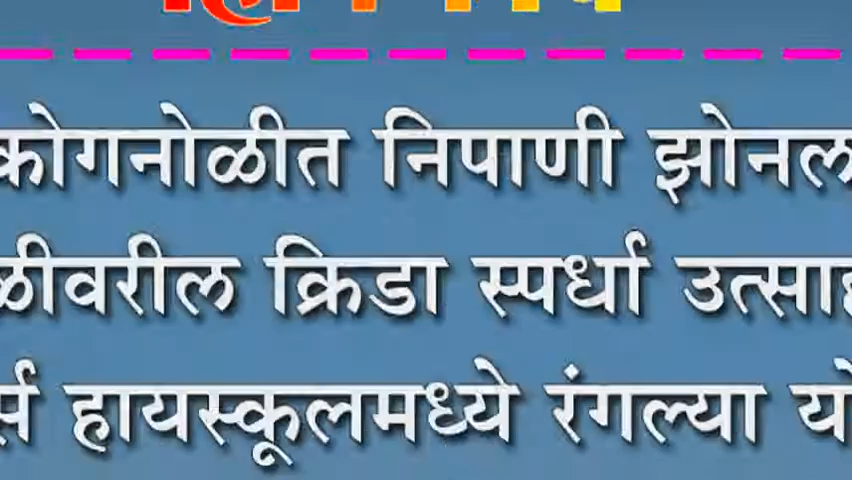 कोगनोळीत निपाणी झोनल
ळीवरील क्रिडा स्पर्धा उत्साह
र्स हायस्कूलमध्ये रंगल्या यो